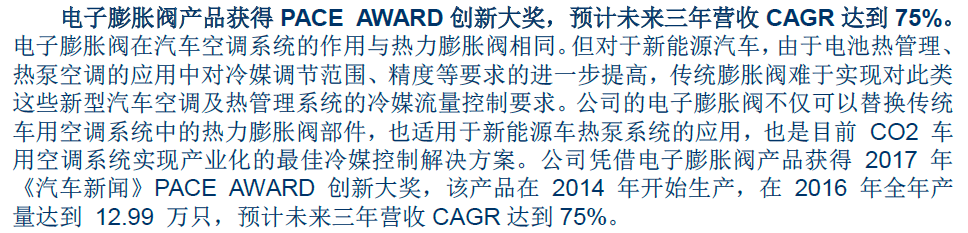 电子膨胀阀产品获得 PACE AWARD 创新大奖，预计未来三年营收 CAGR 达到 75%。
电子膨胀阀在汽车空调系统的作用与热力膨胀阀相同。但对于新能源汽车，由于电池热管理、
热泵空调的应用中对冷媒调节范围、精度等要求的进一步提高，传统膨胀阀难于实现对此类
这些新型汽车空调及热管理系统的冷媒流量控制要求。公司的电子膨胀阀不仅可以替换传统
车用空调系统中的热力膨胀阀部件，也适用于新能源车热泵系统的应用，也是目前 CO2 车
用空调系统实现产业化的最佳冷媒控制解决方案。公司凭借电子膨胀阀产品获得 2017 年
《汽车新闻》PACE AWARD 创新大奖，该产品在 2014 年开始生产，在 2016 年全年产
量达到 12.99 万只，预计未来三年营收 CAGR 达到 75%。